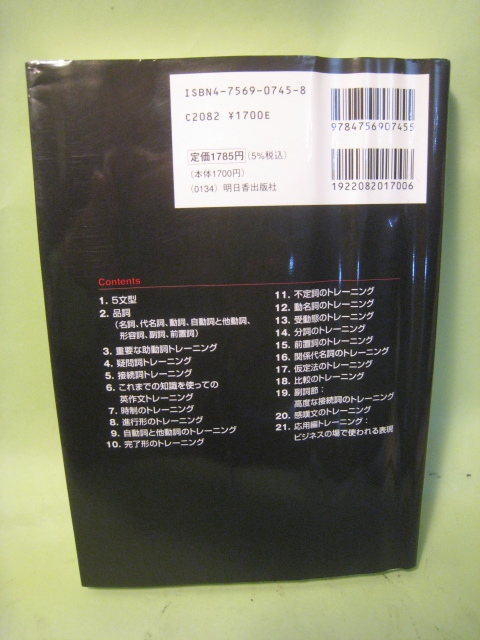 ISBN4-7569-0745-8
C2082 ¥1700E
定価1785円(5%税込)
(本体1700円)
(0134) 明日香出版社
9784756907455
1922082017006
Contents
1. 5文型
2. 品詞
(名詞、代名詞、動詞、自動詞と他動詞、
形容詞、副詞、前置詞)
3. 重要な助動詞トレーニング
4. 疑問詞トレーニング
5. 接続詞トレーニング
6. これまでの知識を使っての
英作文トレーニング
7. 時制のトレーニング
8. 進行形のトレーニング
9. 自動詞と他動詞のトレーニング
10. 完了形のトレーニング
11. 不定詞のトレーニング
12. 動名詞のトレーニング
13. 受動態のトレーニング
14. 分詞のトレーニング
15. 前置詞のトレーニング
16. 関係代名詞のトレーニング
17. 仮定法のトレーニング
18. 比較のトレーニング
19. 副詞節：
高度な接続詞のトレーニング
20. 感嘆文のトレーニング
21. 応用編トレーニング：
ビジネスの場で使われる表現